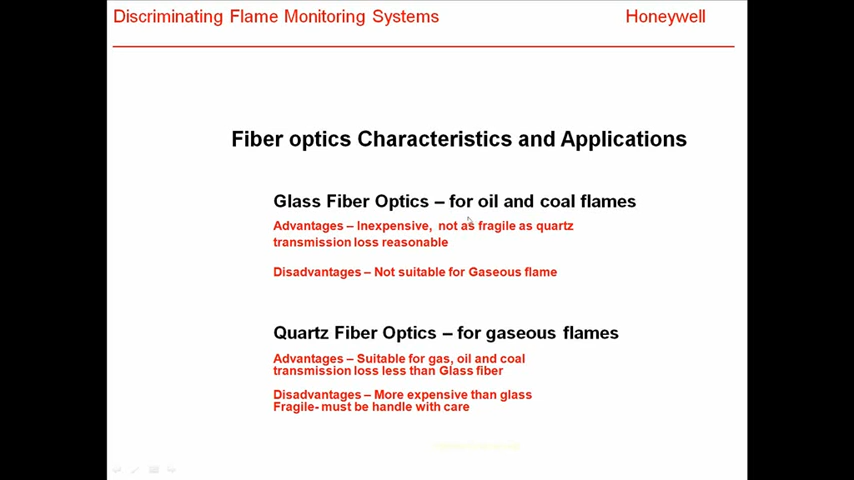 Discriminating Flame Monitoring Systems Honeywell
Fiber optics Characteristics and Applications
Glass Fiber Optics – for oil and coal flames
Advantages – Inexpensive, not as fragile as quartz
transmission loss reasonable
Disadvantages – Not suitable for Gaseous flame
Quartz Fiber Optics – for gaseous flames
Advantages – Suitable for gas, oil and coal
transmission loss less than Glass fiber
Disadvantages – More expensive than glass
Fragile- must be handle with care